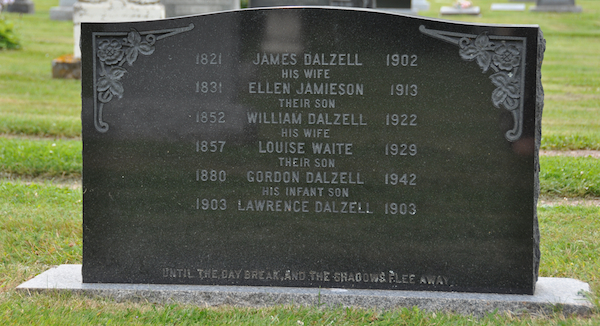 1821 JAMES DALZELL 1902
HIS WIFE
1831 ELLEN JAMIESON 1913
THEIR SON
1852 WILLIAM DALZELL 1922
HIS WIFE
1857 LOUISE WAITE 1929
THEIR SON
1880 GORDON DALZELL 1942
HIS INFANT SON
1903 LAWRENCE DALZELL 1903
UNTIL THE DAY BREAK, AND THE SHADOWS FLEE AWAY